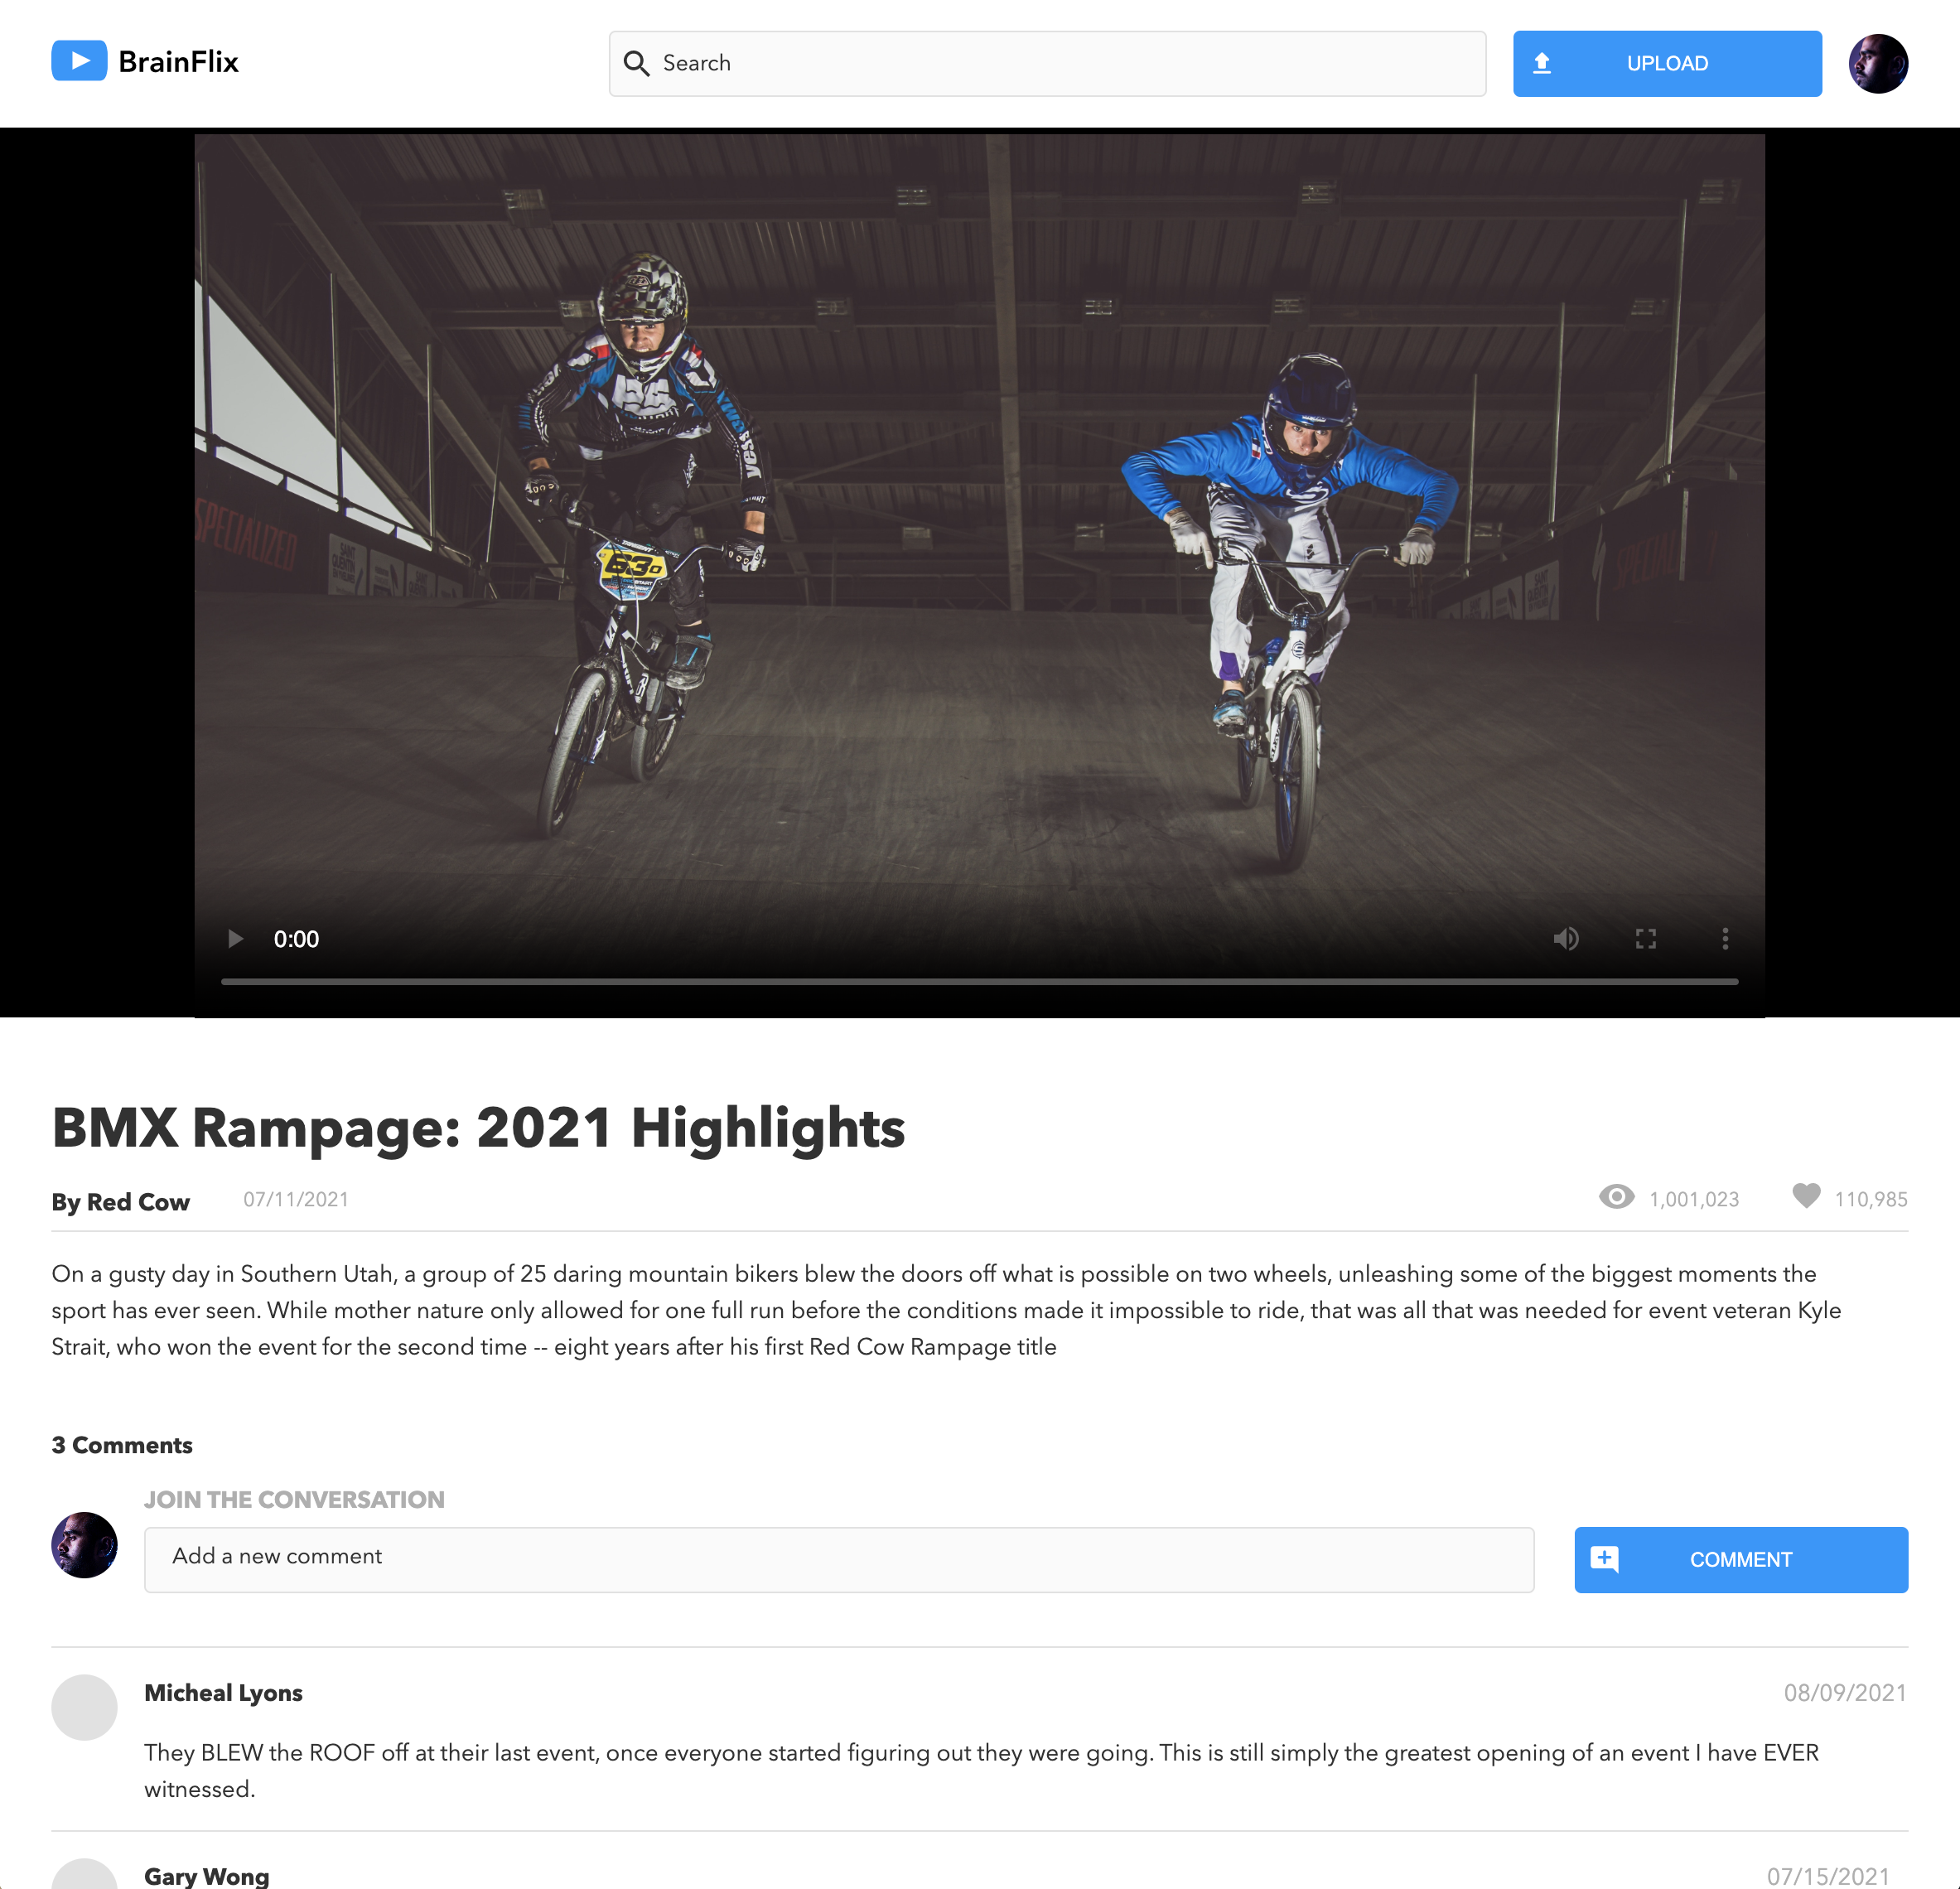 BrainFlix
Search
UPLOAD
yess
SPECIALIZED
SAINT
QUENTIN
START
0:00
BMX Rampage: 2021 Highlights
By Red Cow 07/11/2021 1,001,023 110,985
On a gusty day in Southern Utah, a group of 25 daring mountain bikers blew the doors off what is possible on two wheels, unleashing some of the biggest moments the
sport has ever seen. While mother nature only allowed for one full run before the conditions made it impossible to ride, that was all that was needed for event veteran Kyle
Strait, who won the event for the second time -- eight years after his first Red Cow Rampage title
3 Comments
JOIN THE CONVERSATION
Add a new comment
COMMENT
Micheal Lyons 08/09/2021
They BLEW the ROOF off at their last event, once everyone started figuring out they were going. This is still simply the greatest opening of an event I have EVER
witnessed.
Gary Wong 07/15/2021